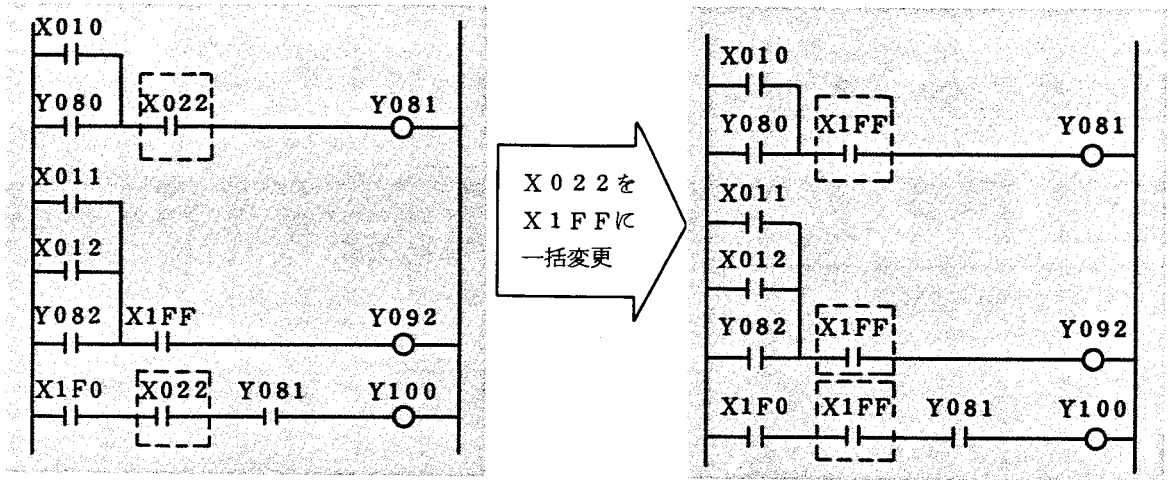 X010
Y080 X022 Y081
X011
X012
Y082 X1FF Y092
X1F0 X022 Y081 Y100
X022を
X1FFに
一括変更
X010
Y080 X1FF Y081
X011
X012
Y082 X1FF Y092
X1F0 X1FF Y081 Y100